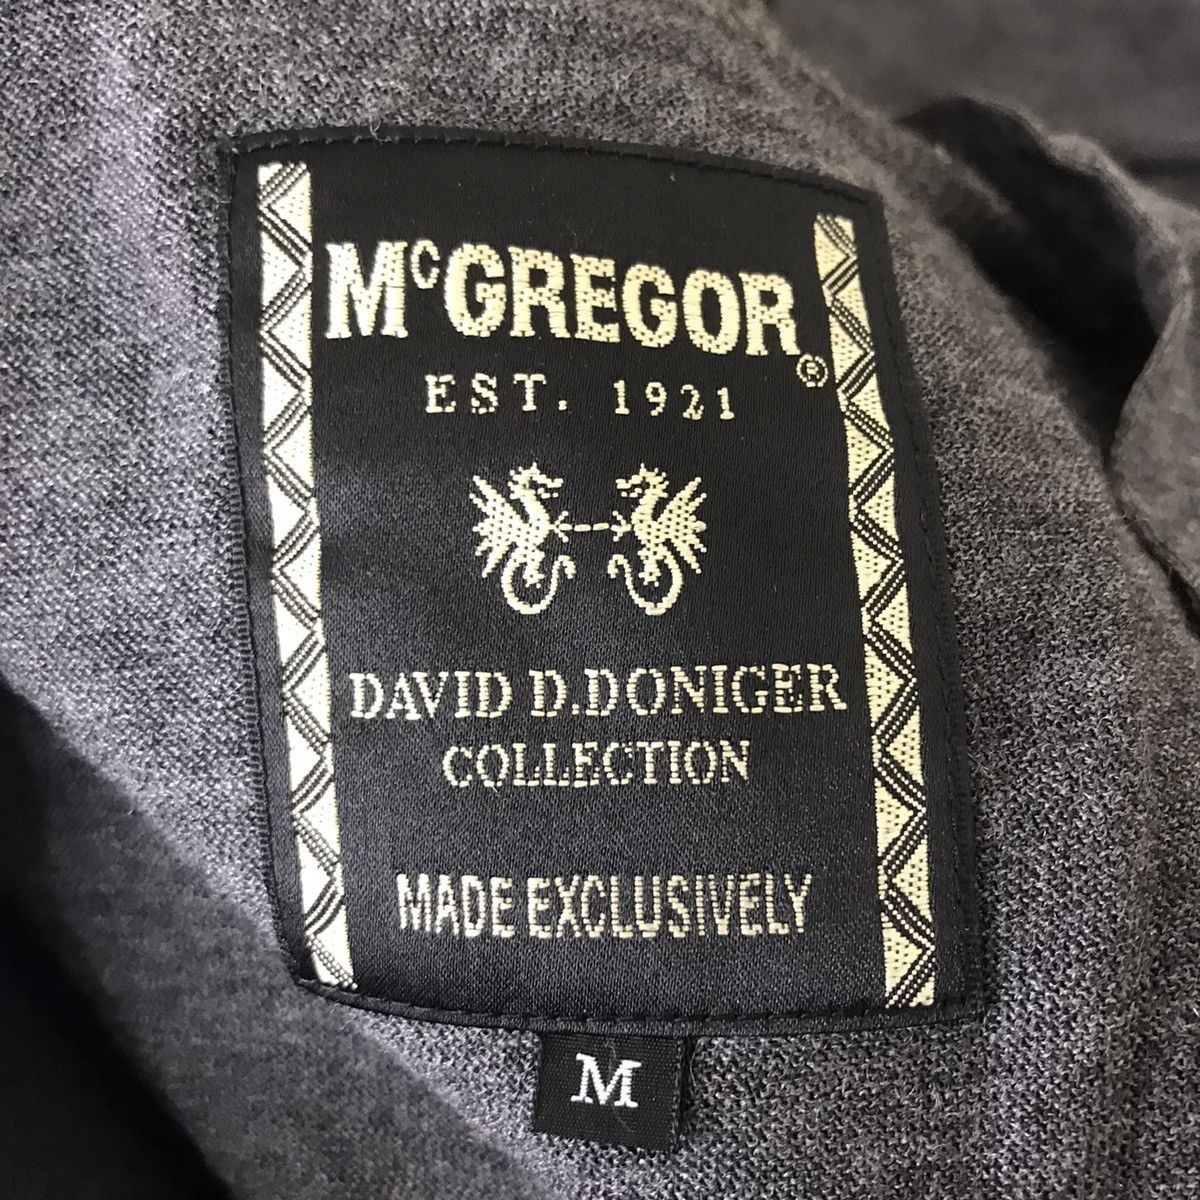 McGREGOR®
EST. 1921
DAVID D.DONIGER
COLLECTION
MADE EXCLUSIVELY
M